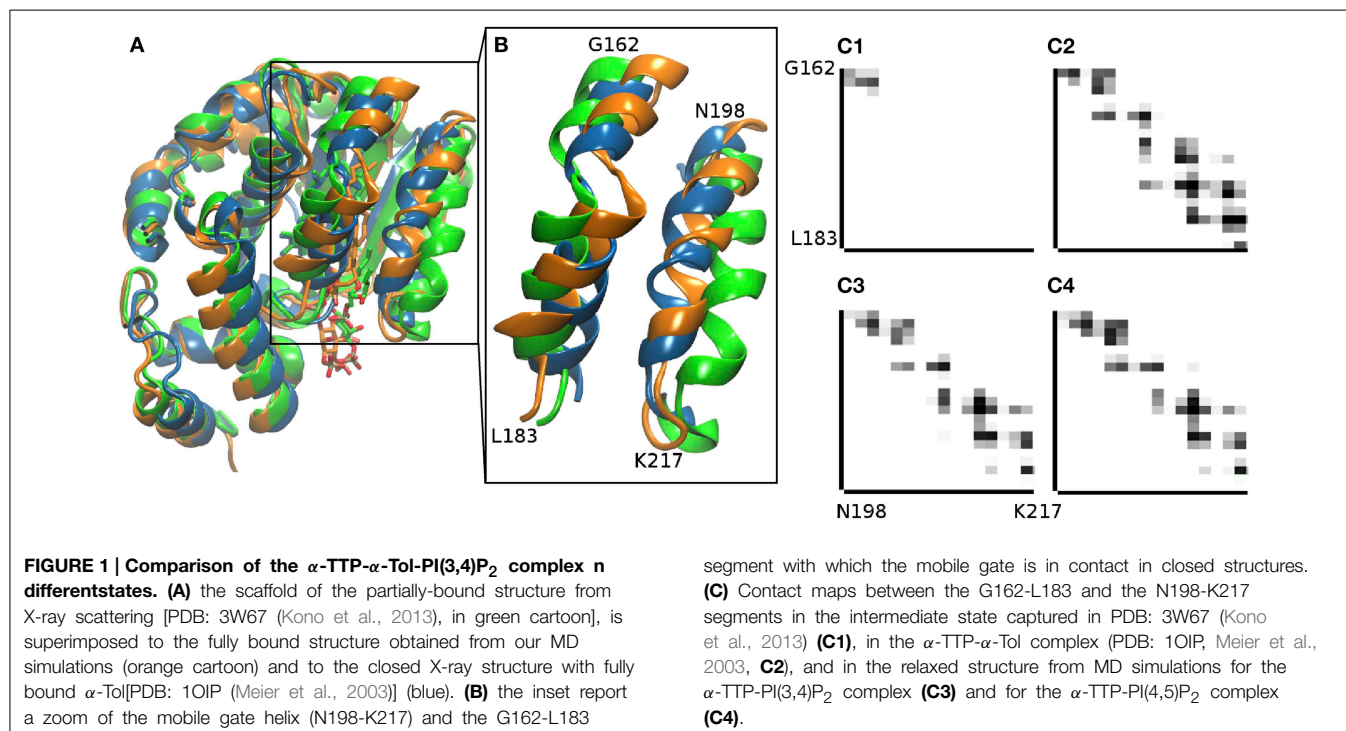 A
B
G162
N198
L183
K217
C1
C2
G162
L183
C3
C4
N198
K217
FIGURE 1 | Comparison of the α-TTP-α-Tol-PI(3,4)P2 complex n
differentstates. (A) the scaffold of the partially-bound structure from
X-ray scattering [PDB: 3W67 (Kono et al., 2013), in green cartoon], is
superimposed to the fully bound structure obtained from our MD
simulations (orange cartoon) and to the closed X-ray structure with fully
bound α-Tol[PDB: 1OIP (Meier et al., 2003)] (blue). (B) the inset report
a zoom of the mobile gate helix (N198-K217) and the G162-L183
segment with which the mobile gate is in contact in closed structures.
(C) Contact maps between the G162-L183 and the N198-K217
segments in the intermediate state captured in PDB: 3W67 (Kono
et al., 2013) (C1), in the α-TTP-α-Tol complex (PDB: 1OIP, Meier et al.,
2003, C2), and in the relaxed structure from MD simulations for the
α-TTP-PI(3,4)P2 complex (C3) and for the α-TTP-PI(4,5)P2 complex
(C4).